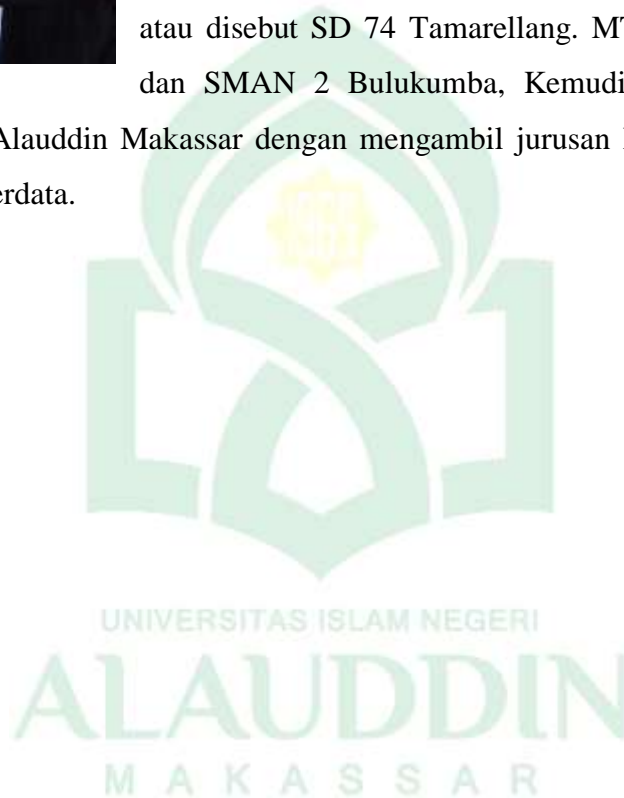 atau disebut SD 74 Tamarellang. MT
dan SMAN 2 Bulukumba, Kemudi
Alauddin Makassar dengan mengambil jurusan
erdata.
UNIVERSITAS ISLAM NEGERI
ALAUDDIN
MAKASSAR